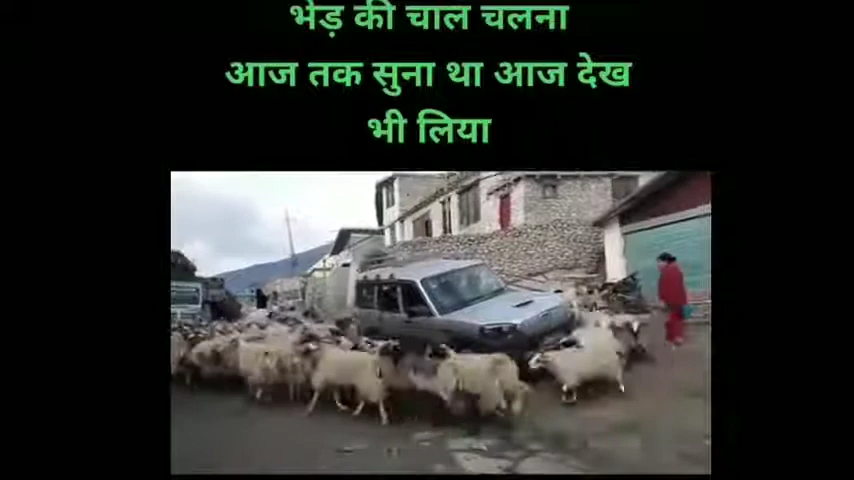 भेड़ की चाल चलना
आज तक सुना था आज देख
भी लिया